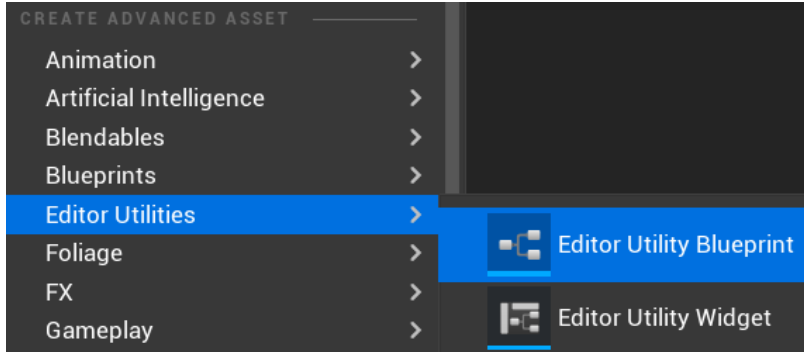 CREATE ADVANCED ASSET
Animation
Artificial Intelligence
Blendables
Blueprints
Editor Utilities
Editor Utility Blueprint
Foliage
FX
Editor Utility Widget
Gameplay